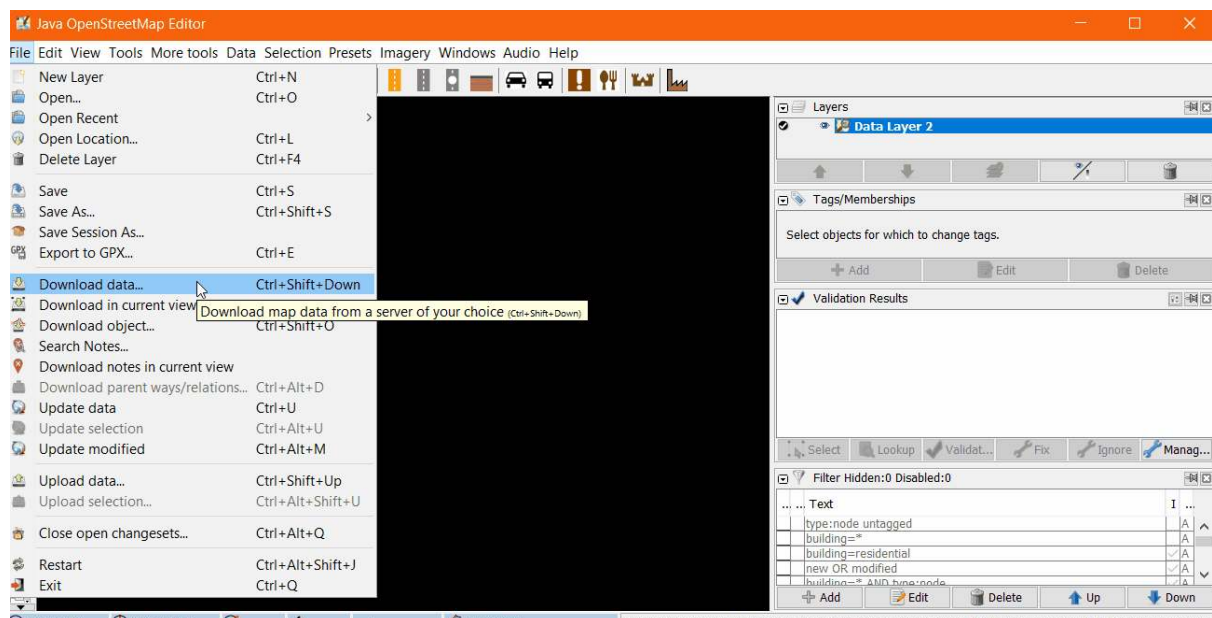 Java OpenStreetMap Editor
File Edit View Tools More tools Data Selection Presets Imagery Windows Audio Help
New Layer Ctrl+N
Open... Ctrl+O
Open Recent
Open Location... Ctrl+L
Delete Layer Ctrl+F4
Save Ctrl+S
Save As... Ctrl+Shift+S
Save Session As...
GPX Export to GPX... Ctrl+E
Download data... Ctrl+Shift+Down
Download in current view
Download map data from a server of your choice (Ctrl+Shift+Down)
Download object... Ctrl+Shift+O
Search Notes...
Download notes in current view
Download parent ways/relations... Ctrl+Alt+D
Update data Ctrl+U
Update selection Ctrl+Alt+U
Update modified Ctrl+Alt+M
Upload data... Ctrl+Shift+Up
Upload selection... Ctrl+Alt+Shift+U
Close open changesets... Ctrl+Alt+Q
Restart Ctrl+Alt+Shift+J
Exit Ctrl+Q
Layers
Data Layer 2
Tags/Memberships
Select objects for which to change tags.
Add Edit Delete
Validation Results
Select Lookup Validat... Fix Ignore Manag...
Filter Hidden:0 Disabled:0
... ... Text I ...
type:node untagged A
building=* A
building=residential A
new OR modified A
building=* AND type:node A
Add Edit Delete Up Down